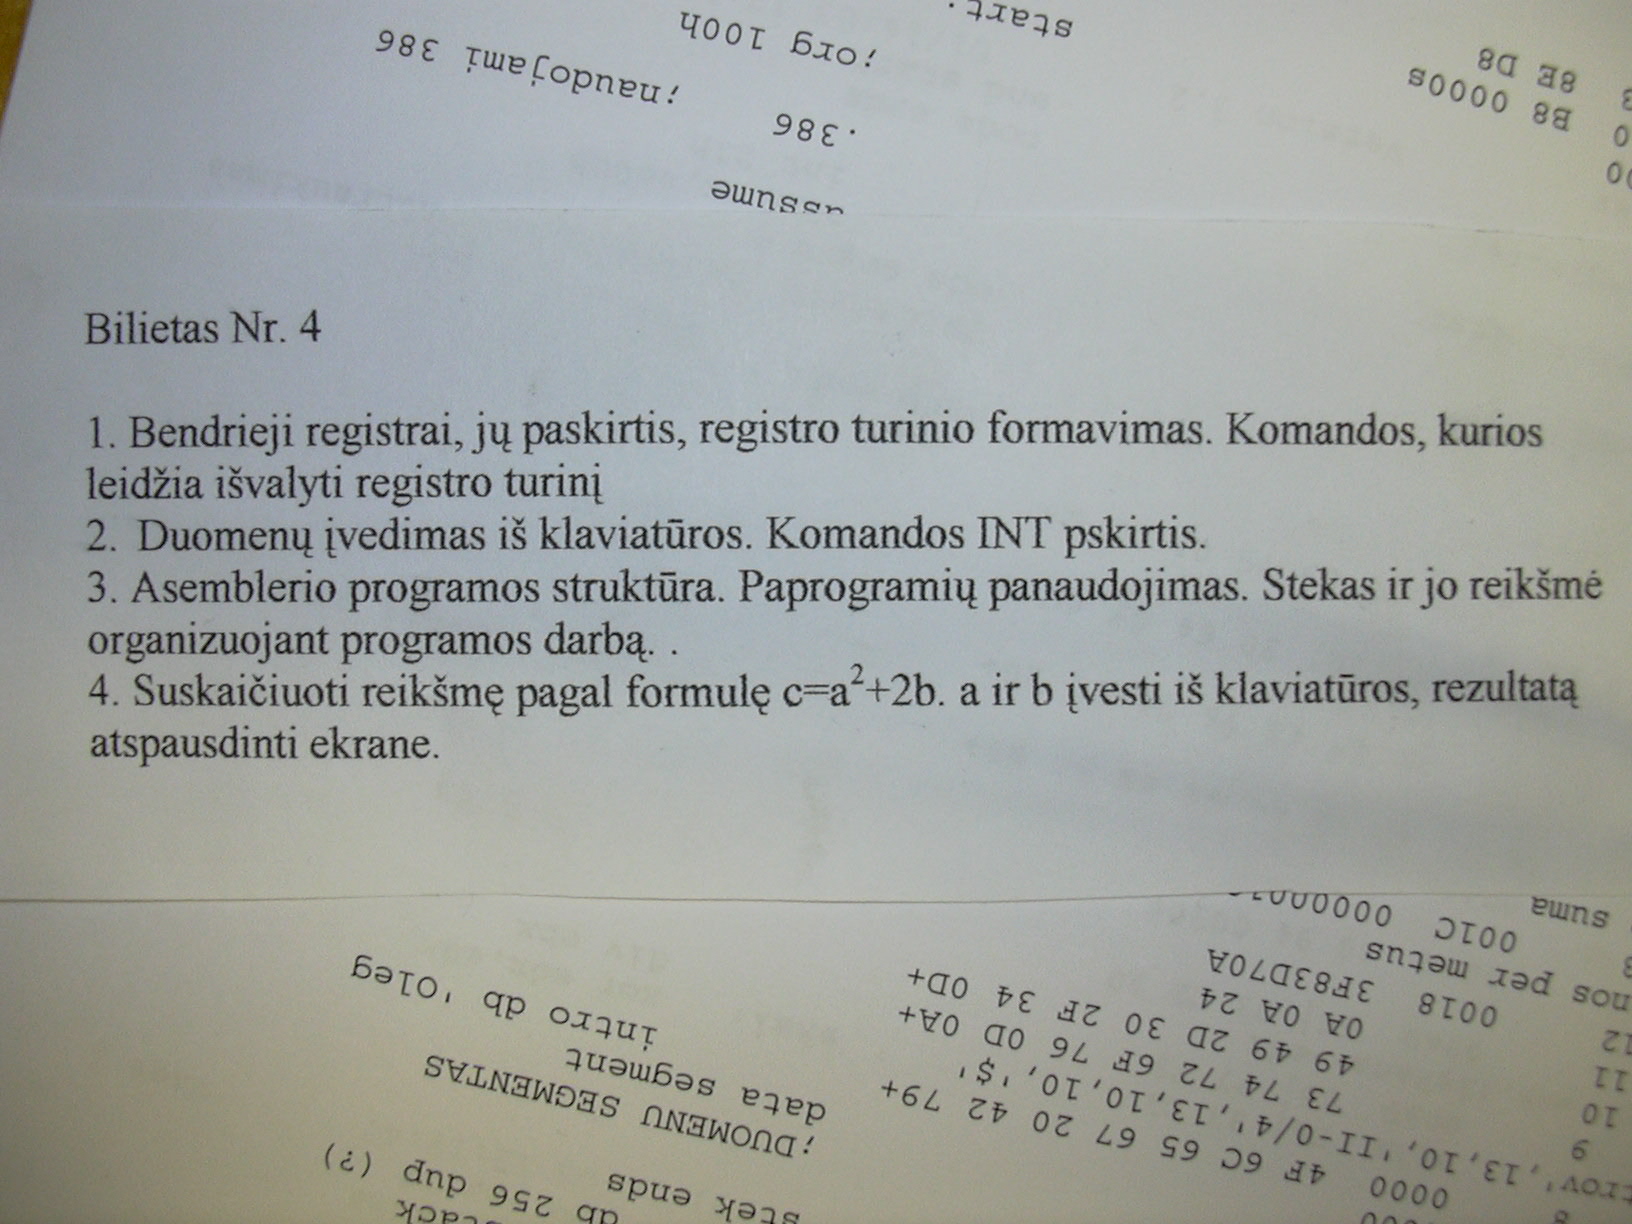 start.
;org 100h
;naudojami 386
.386
assume
8E D8
B8 0000s
Bilietas Nr. 4
1. Bendrieji registrai, jų paskirtis, registro turinio formavimas. Komandos, kurios
leidžia išvalyti registro turinį
2. Duomenų įvedimas iš klaviatūros. Komandos INT pskirtis.
3. Asemblerio programos struktūra. Paprogramių panaudojimas. Stekas ir jo reikšmė
organizuojant programos darbą. .
4. Suskaičiuoti reikšmę pagal formulę c=a²+2b. a ir b įvesti iš klaviatūros, rezultatą
atspausdinti ekrane.
db 256 dup (?)
stek ends
;DUOMENU SEGMENTAS
data segment
intro db 'Oleg
8 0000 4F 6C 65 67 20 42 79+
trov',13,10,'II-0/4',13,10,10,'$'
9 73 74 72 6F 76 0D 0A+
10 49 49 2D 30 2F 34 0D+
11 0A 0A 24
12 0018 3F83D70A
nos per metus
001C
suma